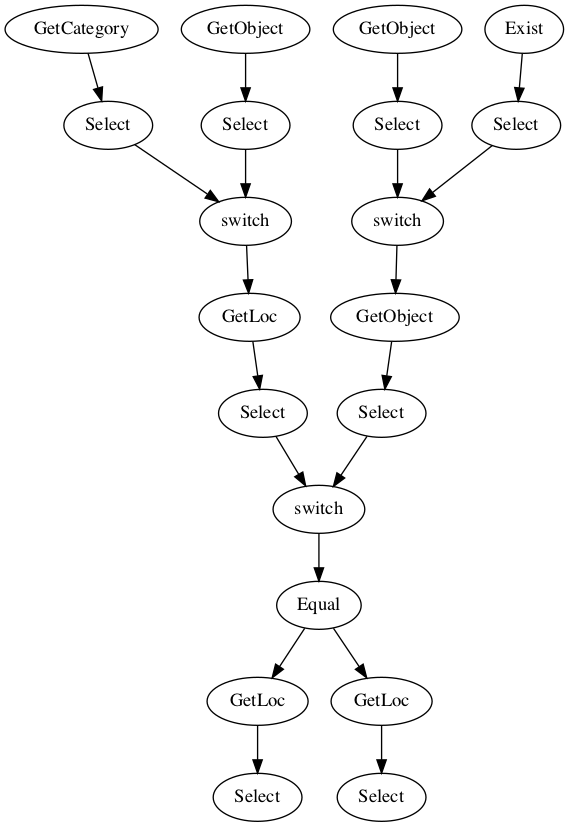 GetCategory GetObject GetObject Exist
Select Select Select Select
switch switch
GetLoc GetObject
Select Select
switch
Equal
GetLoc GetLoc
Select Select